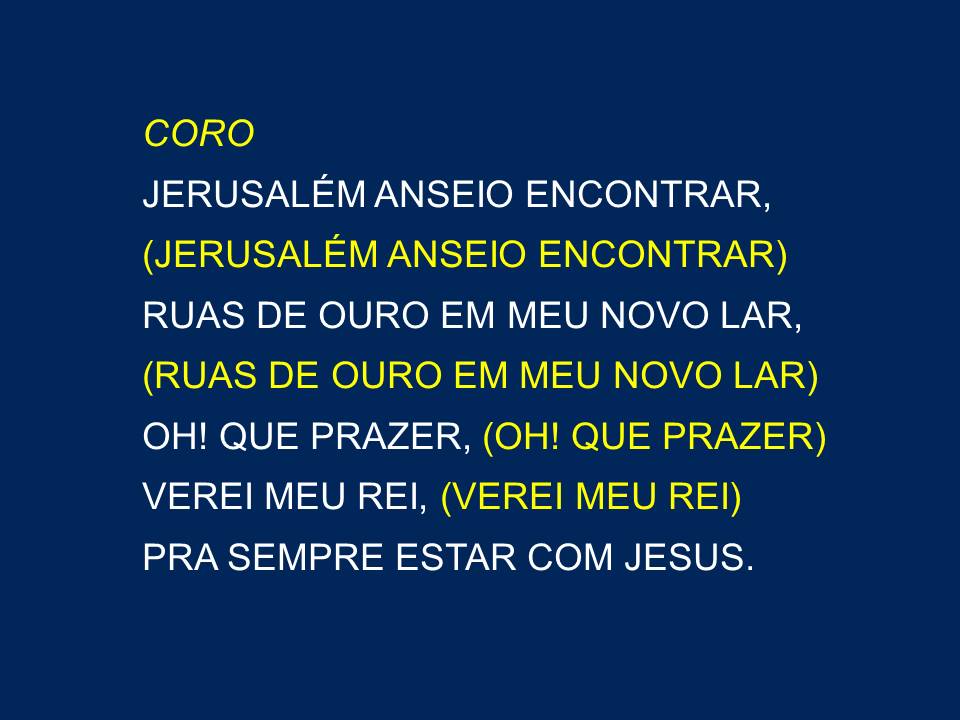 CORO
JERUSALÉM ANSEIO ENCONTRAR,
(JERUSALÉM ANSEIO ENCONTRAR)
RUAS DE OURO EM MEU NOVO LAR,
(RUAS DE OURO EM MEU NOVO LAR)
OH! QUE PRAZER, (OH! QUE PRAZER)
VEREI MEU REI, (VEREI MEU REI)
PRA SEMPRE ESTAR COM JESUS.